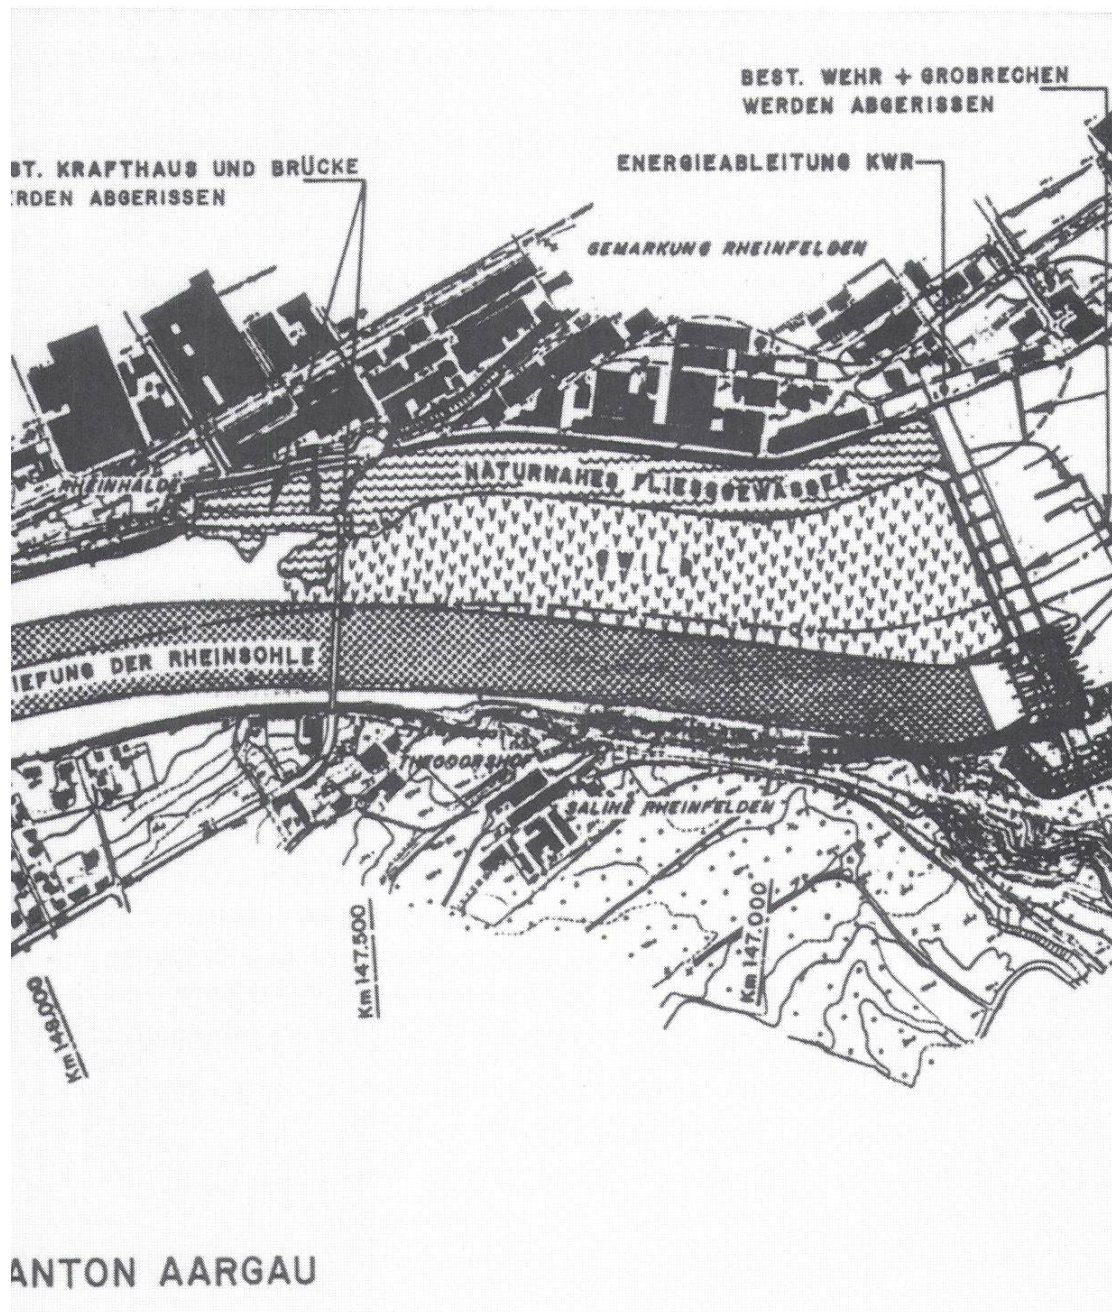 BEST. WEHR + GROBRECHEN
WERDEN ABGERISSEN
ST. KRAFTHAUS UND BRÜCKE
ERDEN ABGERISSEN
ENERGIEABLEITUNG KWR
GEMARKUNG RHEINFELDEN
RHEINHALDE
NATURNAHES FLIESSGEWÄSSER
IEFUNG DER RHEINSOHLE
THEODORSHOF
SALINE RHEINFELDEN
Km 148.000
Km 147.500
Km 147.000
ANTON AARGAU